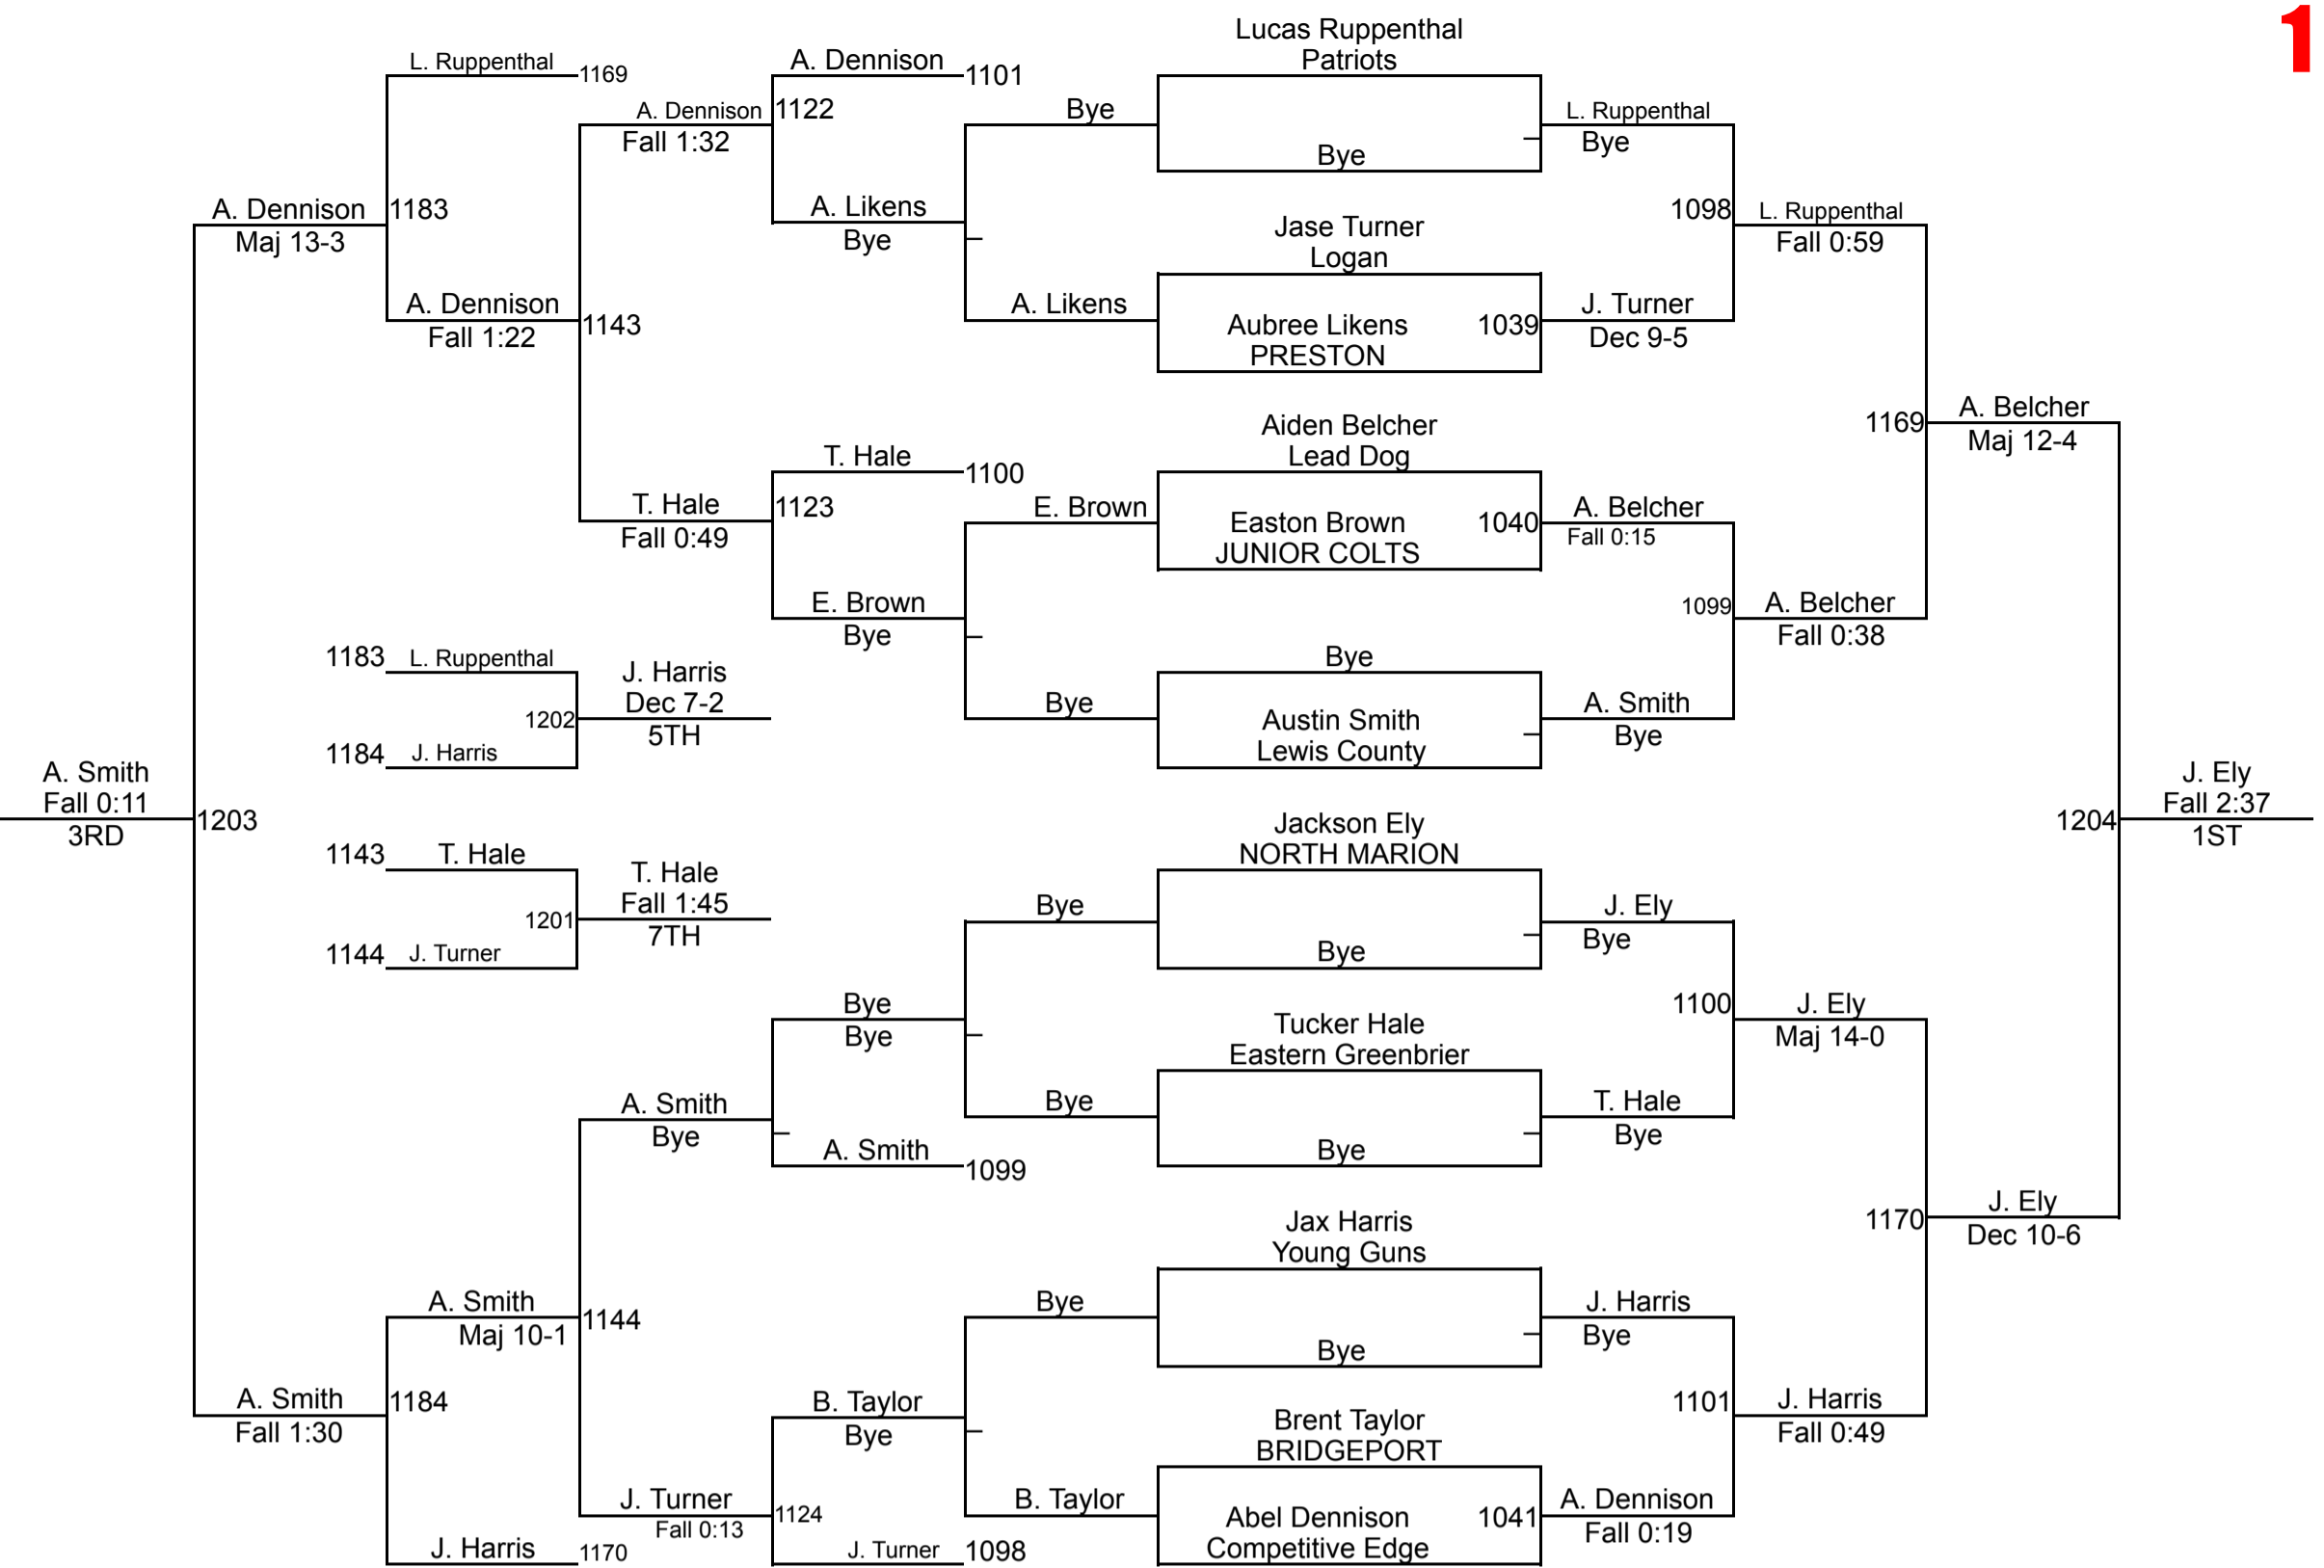 1
Lucas Ruppenthal
Patriots
L. Ruppenthal
1169
A. Dennison
1101
A. Dennison
1122
Bye
L. Ruppenthal
Fall 1:32
Bye
Bye
A. Dennison
1183
A. Likens
1098
L. Ruppenthal
Maj 13-3
Bye
Jase Turner
Fall 0:59
Logan
A. Dennison
1143
A. Likens
Aubree Likens
1039
J. Turner
Fall 1:22
PRESTON
Dec 9-5
Aiden Belcher
1169
A. Belcher
Lead Dog
Maj 12-4
T. Hale
1100
T. Hale
1123
E. Brown
Easton Brown
1040
A. Belcher
Fall 0:49
JUNIOR COLTS
Fall 0:15
E. Brown
1099
A. Belcher
Bye
Fall 0:38
1183
L. Ruppenthal
J. Harris
Bye
Dec 7-2
1202
5TH
Bye
Austin Smith
A. Smith
1184
J. Harris
Lewis County
Bye
A. Smith
J. Ely
Fall 0:11
Fall 2:37
3RD
1203
Jackson Ely
1204
1ST
1143
T. Hale
NORTH MARION
T. Hale
Fall 1:45
1201
7TH
Bye
J. Ely
1144
J. Turner
Bye
Bye
Bye
Bye
Tucker Hale
1100
J. Ely
Eastern Greenbrier
Maj 14-0
A. Smith
Bye
T. Hale
Bye
A. Smith
1099
Bye
Bye
Jax Harris
1170
J. Ely
Young Guns
Dec 10-6
A. Smith
1144
Bye
J. Harris
Maj 10-1
Bye
Bye
A. Smith
1184
B. Taylor
1101
J. Harris
Fall 1:30
Bye
Brent Taylor
Fall 0:49
BRIDGEPORT
J. Turner
1124
B. Taylor
Abel Dennison
1041
A. Dennison
Fall 0:13
Competitive Edge
Fall 0:19
J. Harris
1170
J. Turner
1098